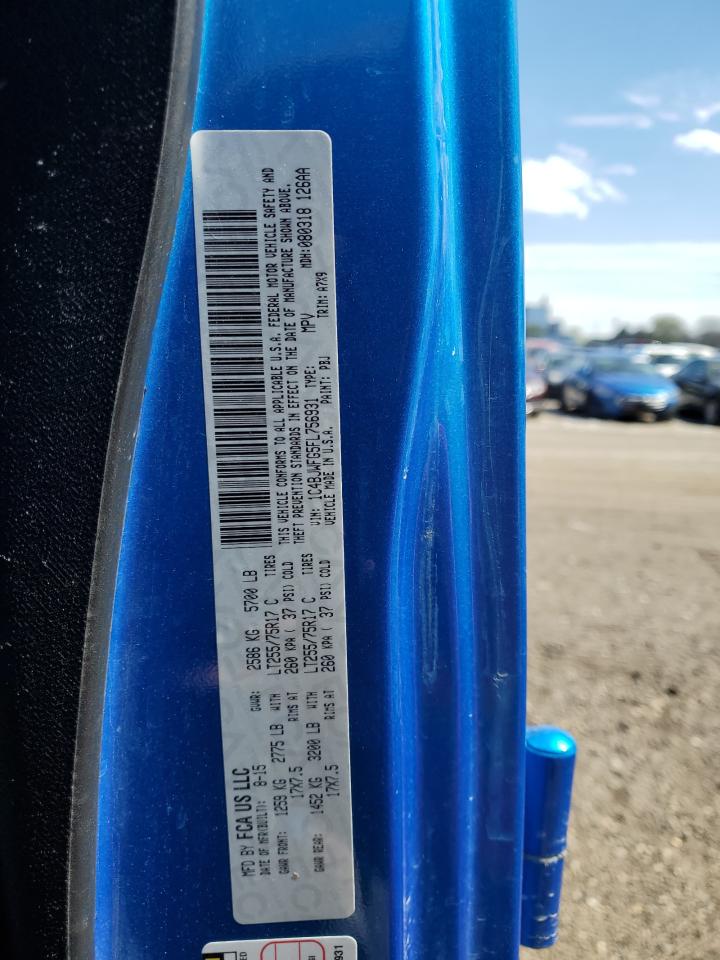 MFD BY FCA US LLC
DATE OF MFR(BUILT): 8-15 GVWR: 2586 KG 5700 LB
GAWR FRONT: 1259 KG 2775 LB WITH LT255/75R17 C TIRES
17X7.5 RIMS AT 260 KPA ( 37 PSI) COLD
GAWR REAR: 1452 KG 3200 LB WITH LT255/75R17 C TIRES
17X7.5 RIMS AT 260 KPA ( 37 PSI) COLD
THIS VEHICLE CONFORMS TO ALL APPLICABLE U.S.A. FEDERAL MOTOR VEHICLE SAFETY AND
THEFT PREVENTION STANDARDS IN EFFECT ON THE DATE OF MANUFACTURE SHOWN ABOVE.
VIN: 1C4BJWFG5FL756931 TYPE: MPV MDH: 080318 126AA
VEHICLE MADE IN U.S.A. PAINT: PBJ TRIM: A7X9
931